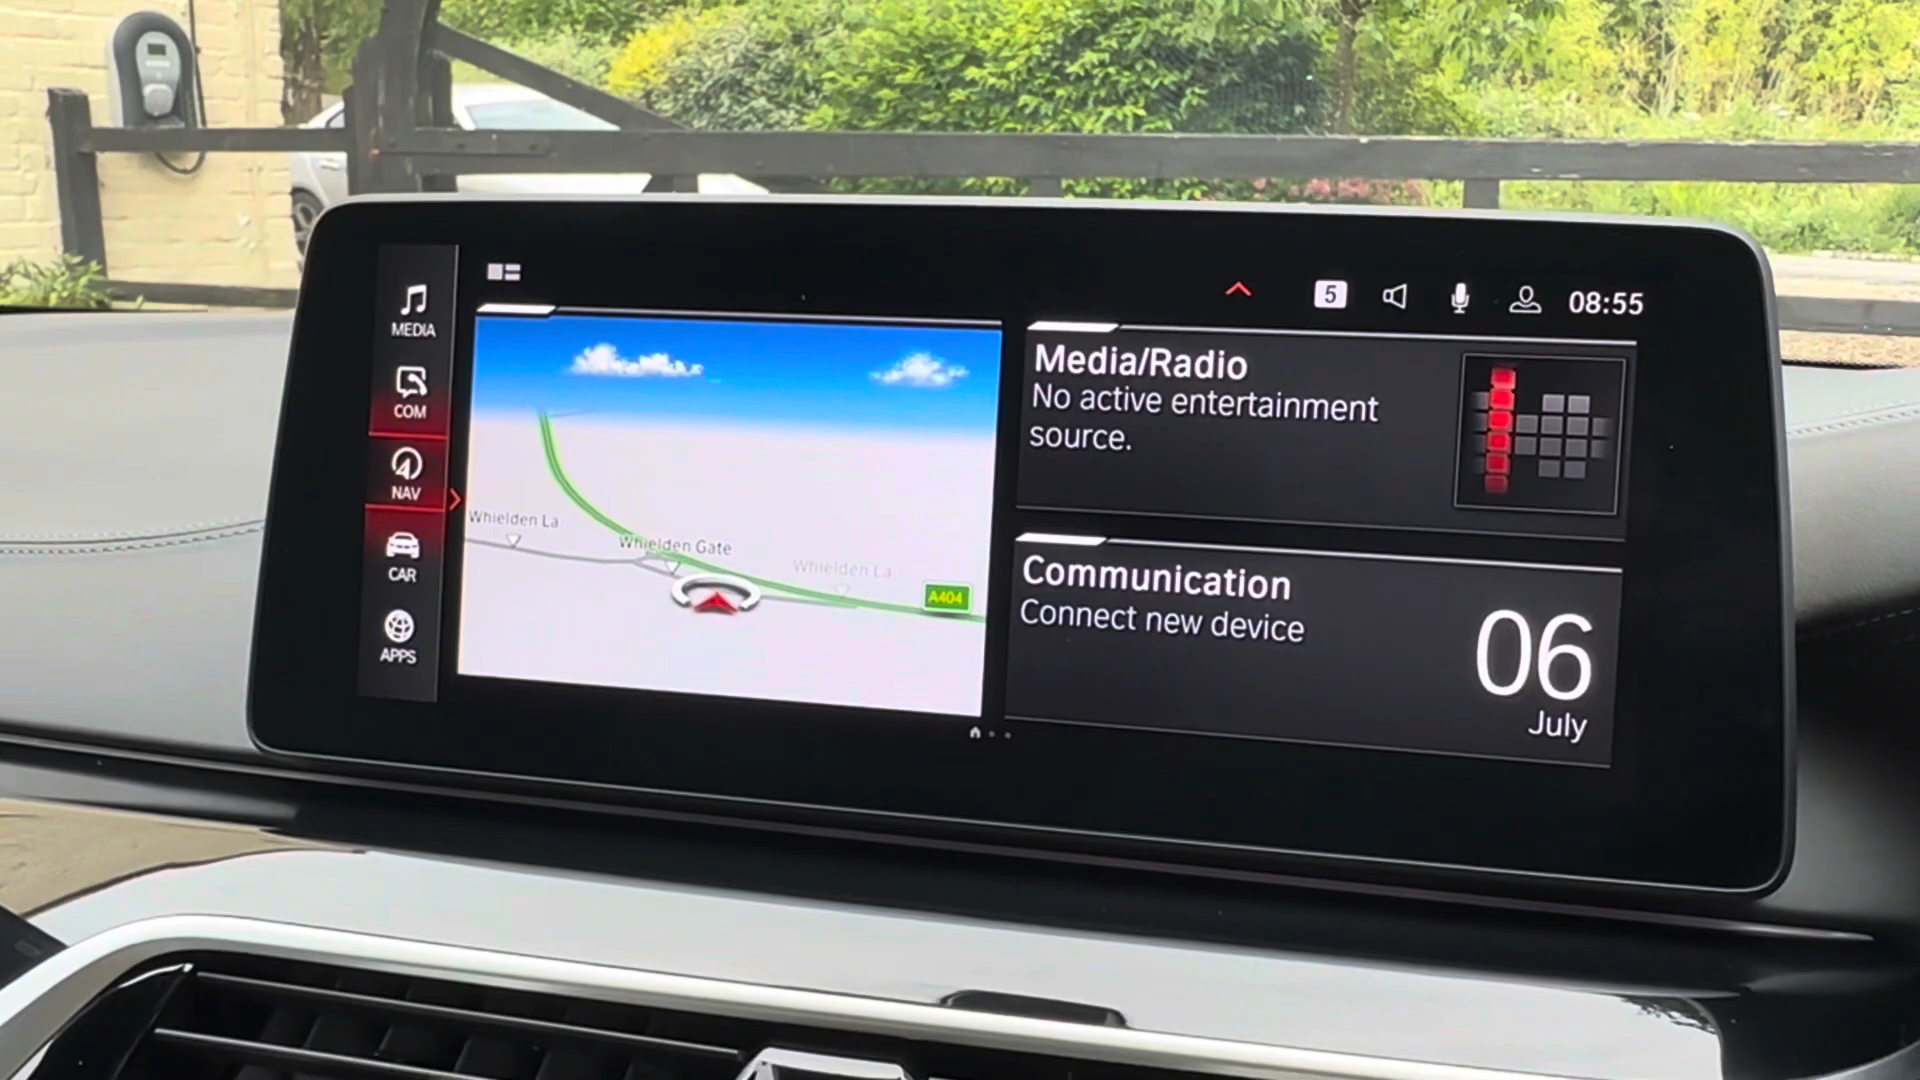 5
08:55
MEDIA
COM
NAV
CAR
APPS
Whielden La
Whielden Gate
Whielden La
A404
Media/Radio
No active entertainment
source.
Communication
Connect new device
06
July